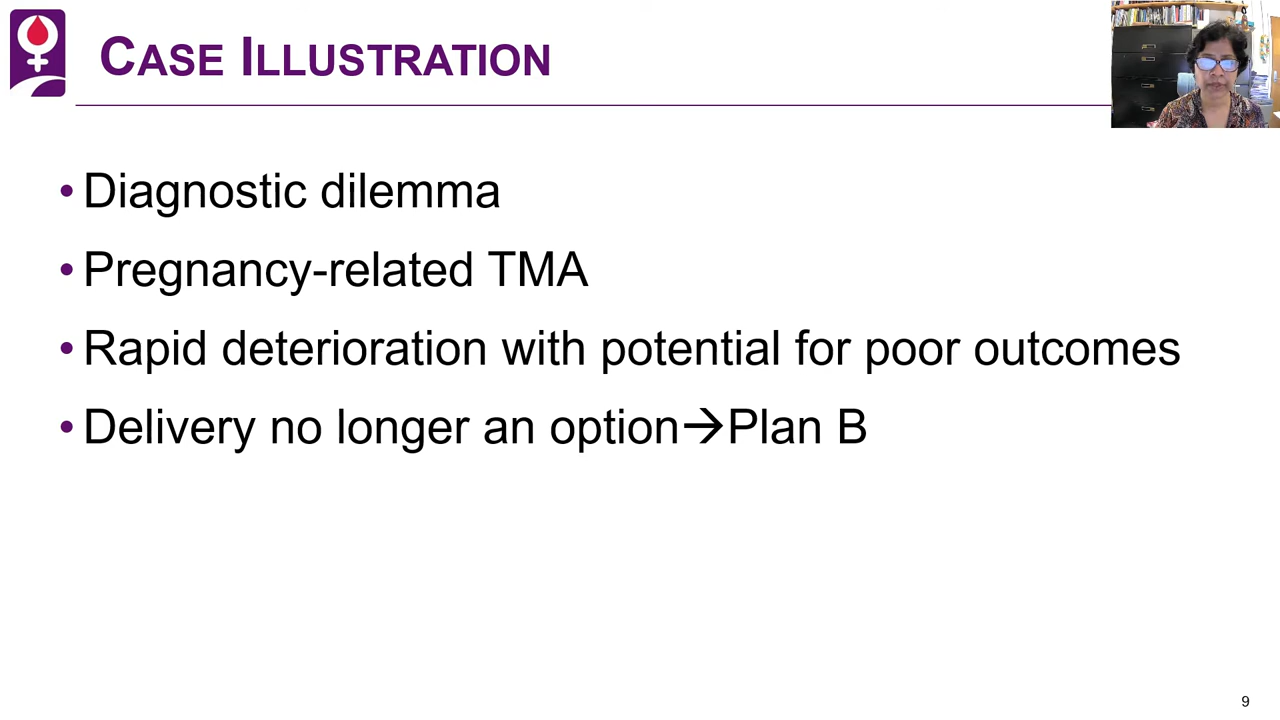 CASE ILLUSTRATION
• Diagnostic dilemma
• Pregnancy-related TMA
• Rapid deterioration with potential for poor outcomes
• Delivery no longer an option→Plan B
9